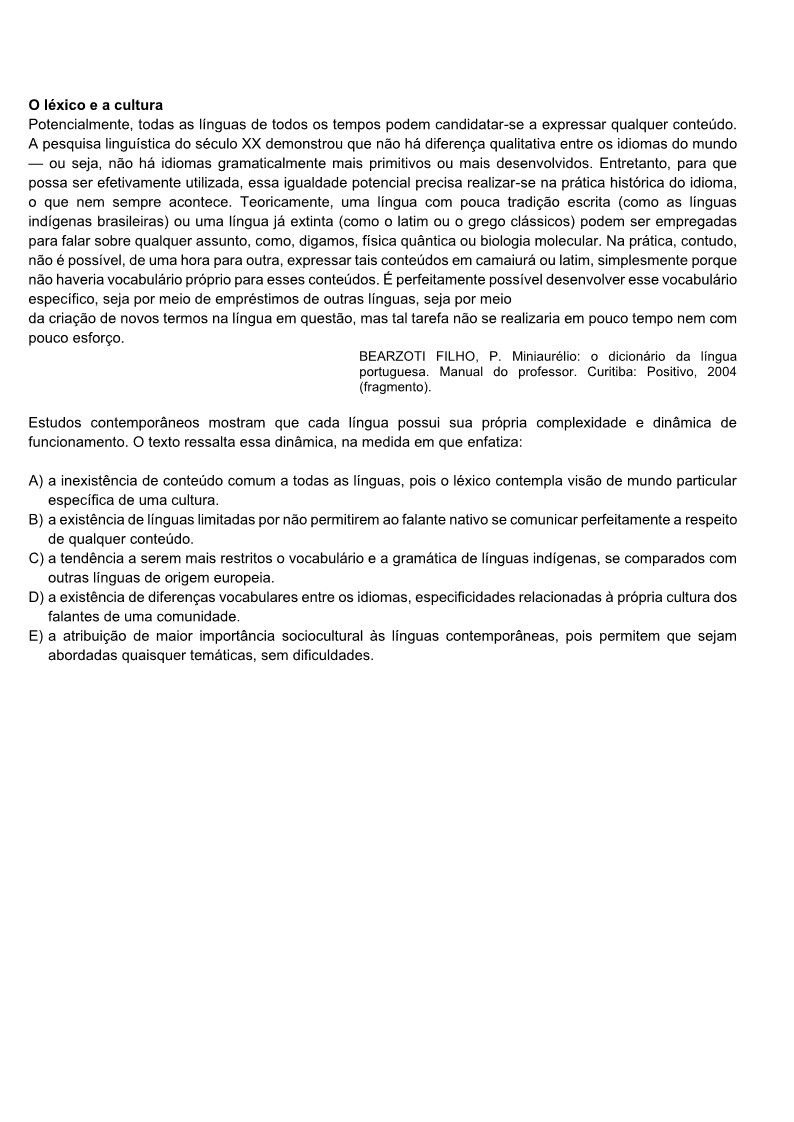 O léxico e a cultura
Potencialmente, todas as línguas de todos os tempos podem candidatar-se a expressar qualquer conteúdo.
A pesquisa linguística do século XX demonstrou que não há diferença qualitativa entre os idiomas do mundo
— ou seja, não há idiomas gramaticalmente mais primitivos ou mais desenvolvidos. Entretanto, para que
possa ser efetivamente utilizada, essa igualdade potencial precisa realizar-se na prática histórica do idioma,
o que nem sempre acontece. Teoricamente, uma língua com pouca tradição escrita (como as línguas
indígenas brasileiras) ou uma língua já extinta (como o latim ou o grego clássicos) podem ser empregadas
para falar sobre qualquer assunto, como, digamos, física quântica ou biologia molecular. Na prática, contudo,
não é possível, de uma hora para outra, expressar tais conteúdos em camaiurá ou latim, simplesmente porque
não haveria vocabulário próprio para esses conteúdos. É perfeitamente possível desenvolver esse vocabulário
específico, seja por meio de empréstimos de outras línguas, seja por meio
da criação de novos termos na língua em questão, mas tal tarefa não se realizaria em pouco tempo nem com
pouco esforço.
BEARZOTI FILHO, P. Miniaurélio: o dicionário da língua
portuguesa. Manual do professor. Curitiba: Positivo, 2004
(fragmento).
Estudos contemporâneos mostram que cada língua possui sua própria complexidade e dinâmica de
funcionamento. O texto ressalta essa dinâmica, na medida em que enfatiza:
A) a inexistência de conteúdo comum a todas as línguas, pois o léxico contempla visão de mundo particular
específica de uma cultura.
B) a existência de línguas limitadas por não permitirem ao falante nativo se comunicar perfeitamente a respeito
de qualquer conteúdo.
C) a tendência a serem mais restritos o vocabulário e a gramática de línguas indígenas, se comparados com
outras línguas de origem europeia.
D) a existência de diferenças vocabulares entre os idiomas, especificidades relacionadas à própria cultura dos
falantes de uma comunidade.
E) a atribuição de maior importância sociocultural às línguas contemporâneas, pois permitem que sejam
abordadas quaisquer temáticas, sem dificuldades.